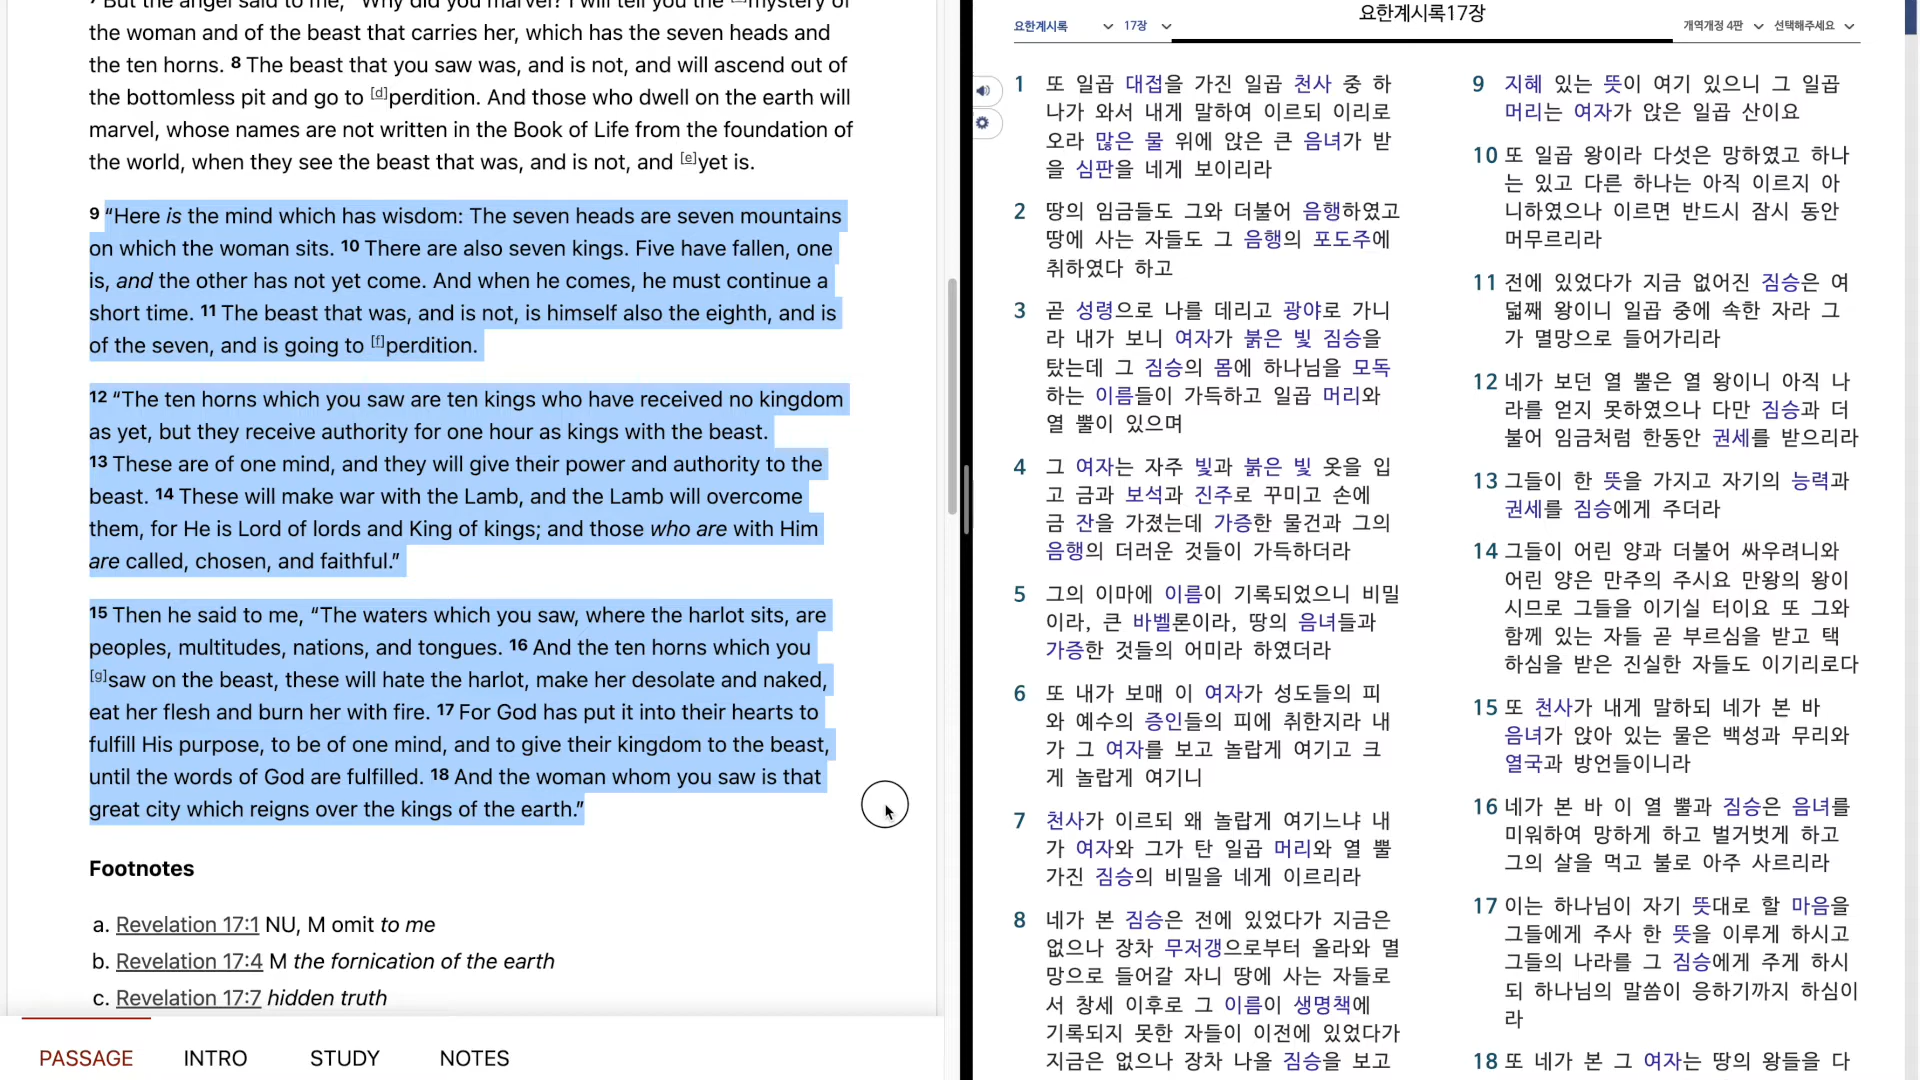 7 But the angel said to me, “Why did you marvel? I will tell you the mystery of
the woman and of the beast that carries her, which has the seven heads and
the ten horns. 8 The beast that you saw was, and is not, and will ascend out of
the bottomless pit and go to [d]perdition. And those who dwell on the earth will
marvel, whose names are not written in the Book of Life from the foundation of
the world, when they see the beast that was, and is not, and [e]yet is.
9 “Here is the mind which has wisdom: The seven heads are seven mountains
on which the woman sits. 10 There are also seven kings. Five have fallen, one
is, and the other has not yet come. And when he comes, he must continue a
short time. 11 The beast that was, and is not, is himself also the eighth, and is
of the seven, and is going to [f]perdition.
12 “The ten horns which you saw are ten kings who have received no kingdom
as yet, but they receive authority for one hour as kings with the beast.
13 These are of one mind, and they will give their power and authority to the
beast. 14 These will make war with the Lamb, and the Lamb will overcome
them, for He is Lord of lords and King of kings; and those who are with Him
are called, chosen, and faithful.”
15 Then he said to me, “The waters which you saw, where the harlot sits, are
peoples, multitudes, nations, and tongues. 16 And the ten horns which you
[g]saw on the beast, these will hate the harlot, make her desolate and naked,
eat her flesh and burn her with fire. 17 For God has put it into their hearts to
fulfill His purpose, to be of one mind, and to give their kingdom to the beast,
until the words of God are fulfilled. 18 And the woman whom you saw is that
great city which reigns over the kings of the earth.”
Footnotes
a. Revelation 17:1 NU, M omit to me
b. Revelation 17:4 M the fornication of the earth
c. Revelation 17:7 hidden truth
PASSAGE INTRO STUDY NOTES
요한계시록 17장
요한계시록17장
개역개정 4판 선택해주세요
1 또 일곱 대접을 가진 일곱 천사 중 하
나가 와서 내게 말하여 이르되 이리로
오라 많은 물 위에 앉은 큰 음녀가 받
을 심판을 네게 보이리라
2 땅의 임금들도 그와 더불어 음행하였고
땅에 사는 자들도 그 음행의 포도주에
취하였다 하고
3 곧 성령으로 나를 데리고 광야로 가니
라 내가 보니 여자가 붉은 빛 짐승을
탔는데 그 짐승의 몸에 하나님을 모독
하는 이름들이 가득하고 일곱 머리와
열 뿔이 있으며
4 그 여자는 자주 빛과 붉은 빛 옷을 입
고 금과 보석과 진주로 꾸미고 손에
금 잔을 가졌는데 가증한 물건과 그의
음행의 더러운 것들이 가득하더라
5 그의 이마에 이름이 기록되었으니 비밀
이라, 큰 바벨론이라, 땅의 음녀들과
가증한 것들의 어미라 하였더라
6 또 내가 보매 이 여자가 성도들의 피
와 예수의 증인들의 피에 취한지라 내
가 그 여자를 보고 놀랍게 여기고 크
게 놀랍게 여기니
7 천사가 이르되 왜 놀랍게 여기느냐 내
가 여자와 그가 탄 일곱 머리와 열 뿔
가진 짐승의 비밀을 네게 이르리라
8 네가 본 짐승은 전에 있었다가 지금은
없으나 장차 무저갱으로부터 올라와 멸
망으로 들어갈 자니 땅에 사는 자들로
서 창세 이후로 그 이름이 생명책에
기록되지 못한 자들이 이전에 있었다가
지금은 없으나 장차 나올 짐승을 보고
9 지혜 있는 뜻이 여기 있으니 그 일곱
머리는 여자가 앉은 일곱 산이요
10 또 일곱 왕이라 다섯은 망하였고 하나
는 있고 다른 하나는 아직 이르지 아
니하였으나 이르면 반드시 잠시 동안
머무르리라
11 전에 있었다가 지금 없어진 짐승은 여
덟째 왕이니 일곱 중에 속한 자라 그
가 멸망으로 들어가리라
12 네가 보던 열 뿔은 열 왕이니 아직 나
라를 얻지 못하였으나 다만 짐승과 더
불어 임금처럼 한동안 권세를 받으리라
13 그들이 한 뜻을 가지고 자기의 능력과
권세를 짐승에게 주더라
14 그들이 어린 양과 더불어 싸우려니와
어린 양은 만주의 주시요 만왕의 왕이
시므로 그들을 이기실 터이요 또 그와
함께 있는 자들 곧 부르심을 받고 택
하심을 받은 진실한 자들도 이기리로다
15 또 천사가 내게 말하되 네가 본 바
음녀가 앉아 있는 물은 백성과 무리와
열국과 방언들이니라
16 네가 본 바 이 열 뿔과 짐승은 음녀를
미워하여 망하게 하고 벌거벗게 하고
그의 살을 먹고 불로 아주 사르리라
17 이는 하나님이 자기 뜻대로 할 마음을
그들에게 주사 한 뜻을 이루게 하시고
그들의 나라를 그 짐승에게 주게 하시
되 하나님의 말씀이 응하기까지 하심이
라
18 또 네가 본 그 여자는 땅의 왕들을 다